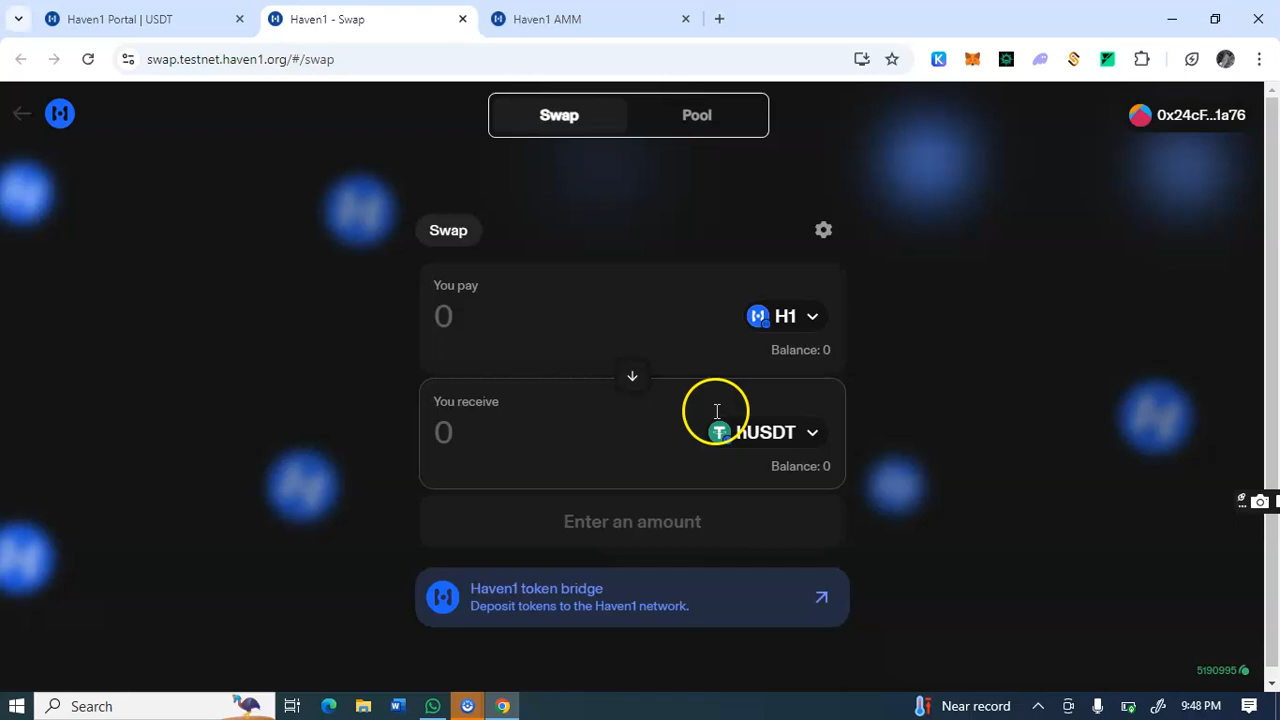 Haven1 Portal | USDT
Haven1 - Swap
Haven1 AMM
swap.testnet.haven1.org/#/swap
Swap
Pool
0x24cF...1a76
Swap
You pay
0
H1
Balance: 0
You receive
0
hUSDT
Balance: 0
Enter an amount
Haven1 token bridge
Deposit tokens to the Haven1 network.
5190995
Search
Near record
9:48 PM